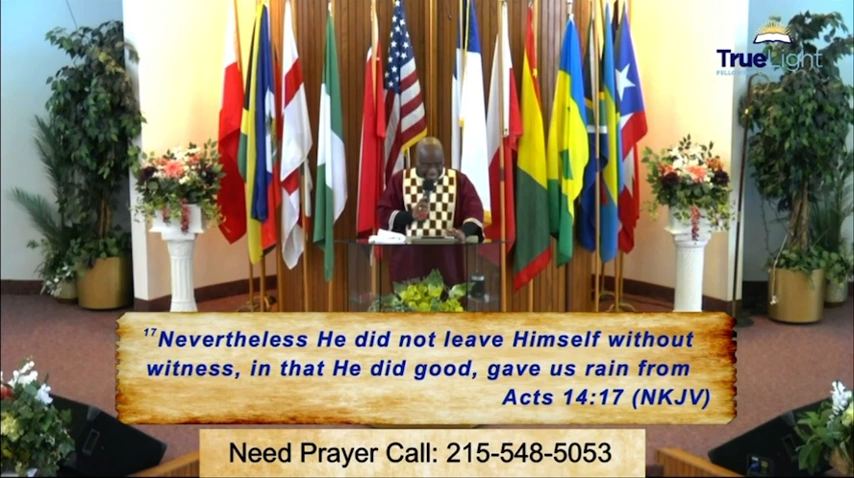 TrueLight
FELLOWSHIP
17Nevertheless He did not leave Himself without
witness, in that He did good, gave us rain from
Acts 14:17 (NKJV)
Need Prayer Call: 215-548-5053